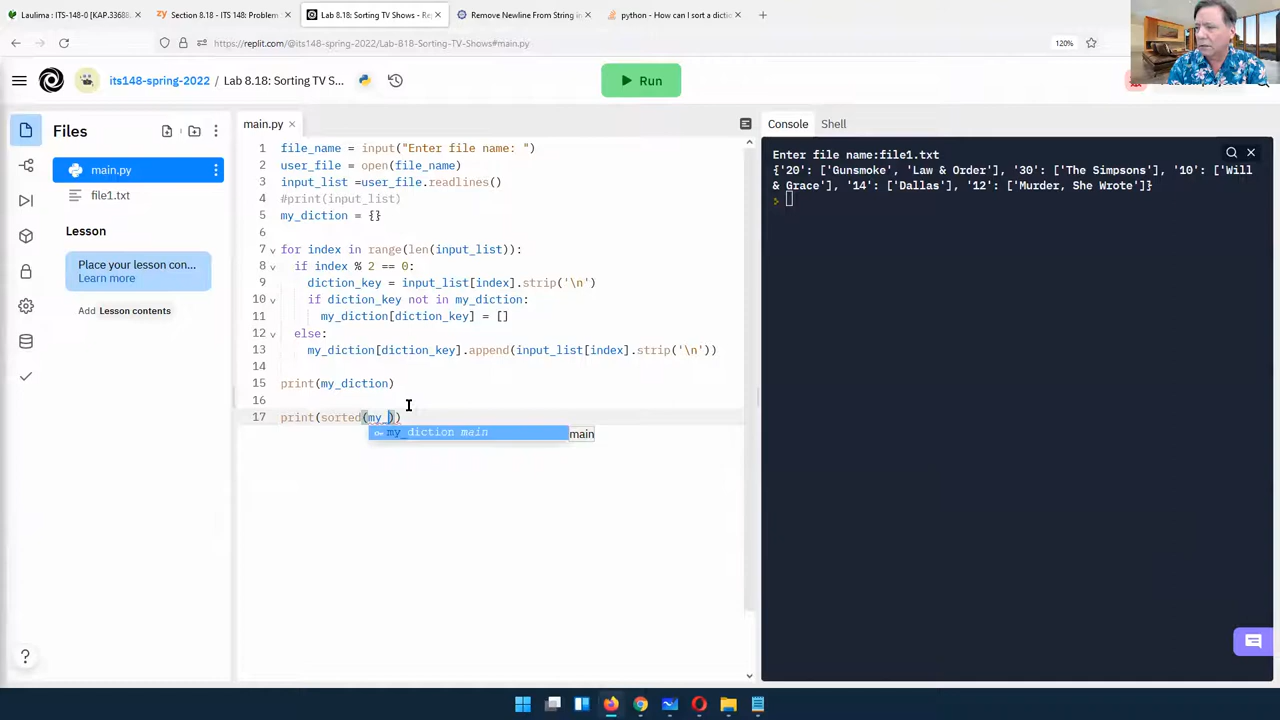 Laulima : ITS-148-0 [KAP.33688
zy Section 8.18 - ITS 148: Problem
Lab 8.18: Sorting TV Shows - Re
Remove Newline From String in
python - How can I sort a dictio
https://replit.com/@its148-spring-2022/Lab-818-Sorting-TV-Shows#main.py
120%
its148-spring-2022 / Lab 8.18: Sorting TV S...
Run
Files
main.py
file1.txt
Lesson
Place your lesson con...
Learn more
Add Lesson contents
main.py
1 file_name = input("Enter file name: ")
2 user_file = open(file_name)
3 input_list =user_file.readlines()
4 #print(input_list)
5 my_diction = {}
6
7 for index in range(len(input_list)):
8 if index % 2 == 0:
9 diction_key = input_list[index].strip('\n')
10 if diction_key not in my_diction:
11 my_diction[diction_key] = []
12 else:
13 my_diction[diction_key].append(input_list[index].strip('\n'))
14
15 print(my_diction)
16
17 print(sorted(my_))
my_diction main
main
Console Shell
Enter file name:file1.txt
{'20': ['Gunsmoke', 'Law & Order'], '30': ['The Simpsons'], '10': ['Will
& Grace'], '14': ['Dallas'], '12': ['Murder, She Wrote']}
>
?